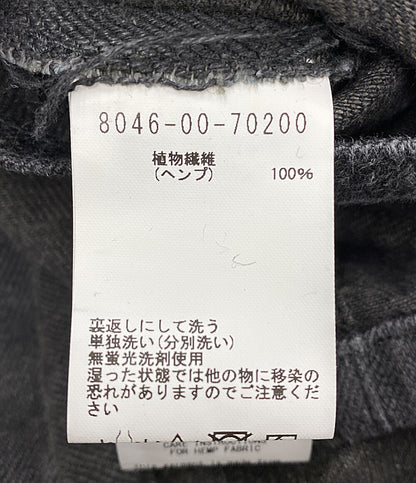 8046-00-70200
植物繊維
(ヘンプ) 100%
裏返しにして洗う
単独洗い(分別洗い)
無蛍光洗剤使用
湿った状態では他の物に移染の
恐れがありますのでご注意くだ
さい
CARE INSTRUCTIONS
FOR HEMP FABRIC